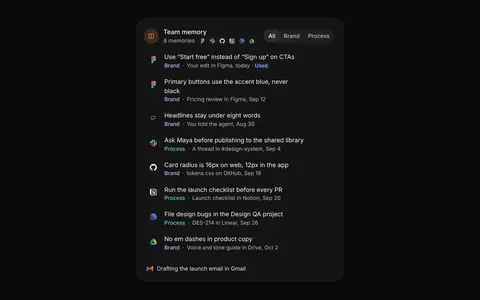 Team memory
8 memories
All Brand Process
Use “Start free” instead of “Sign up” on CTAs
Brand · Your edit in Figma, today Used
Primary buttons use the accent blue, never
black
Brand · Pricing review in Figma, Sep 12
Headlines stay under eight words
Brand · You told the agent, Aug 30
Ask Maya before publishing to the shared library
Process · A thread in #design-system, Sep 4
Card radius is 16px on web, 12px in the app
Brand · tokens.css on GitHub, Sep 18
Run the launch checklist before every PR
Process · Launch checklist in Notion, Sep 20
File design bugs in the Design QA project
Process · DES-214 in Linear, Sep 26
No em dashes in product copy
Brand · Voice and tone guide in Drive, Oct 2
Drafting the launch email in Gmail